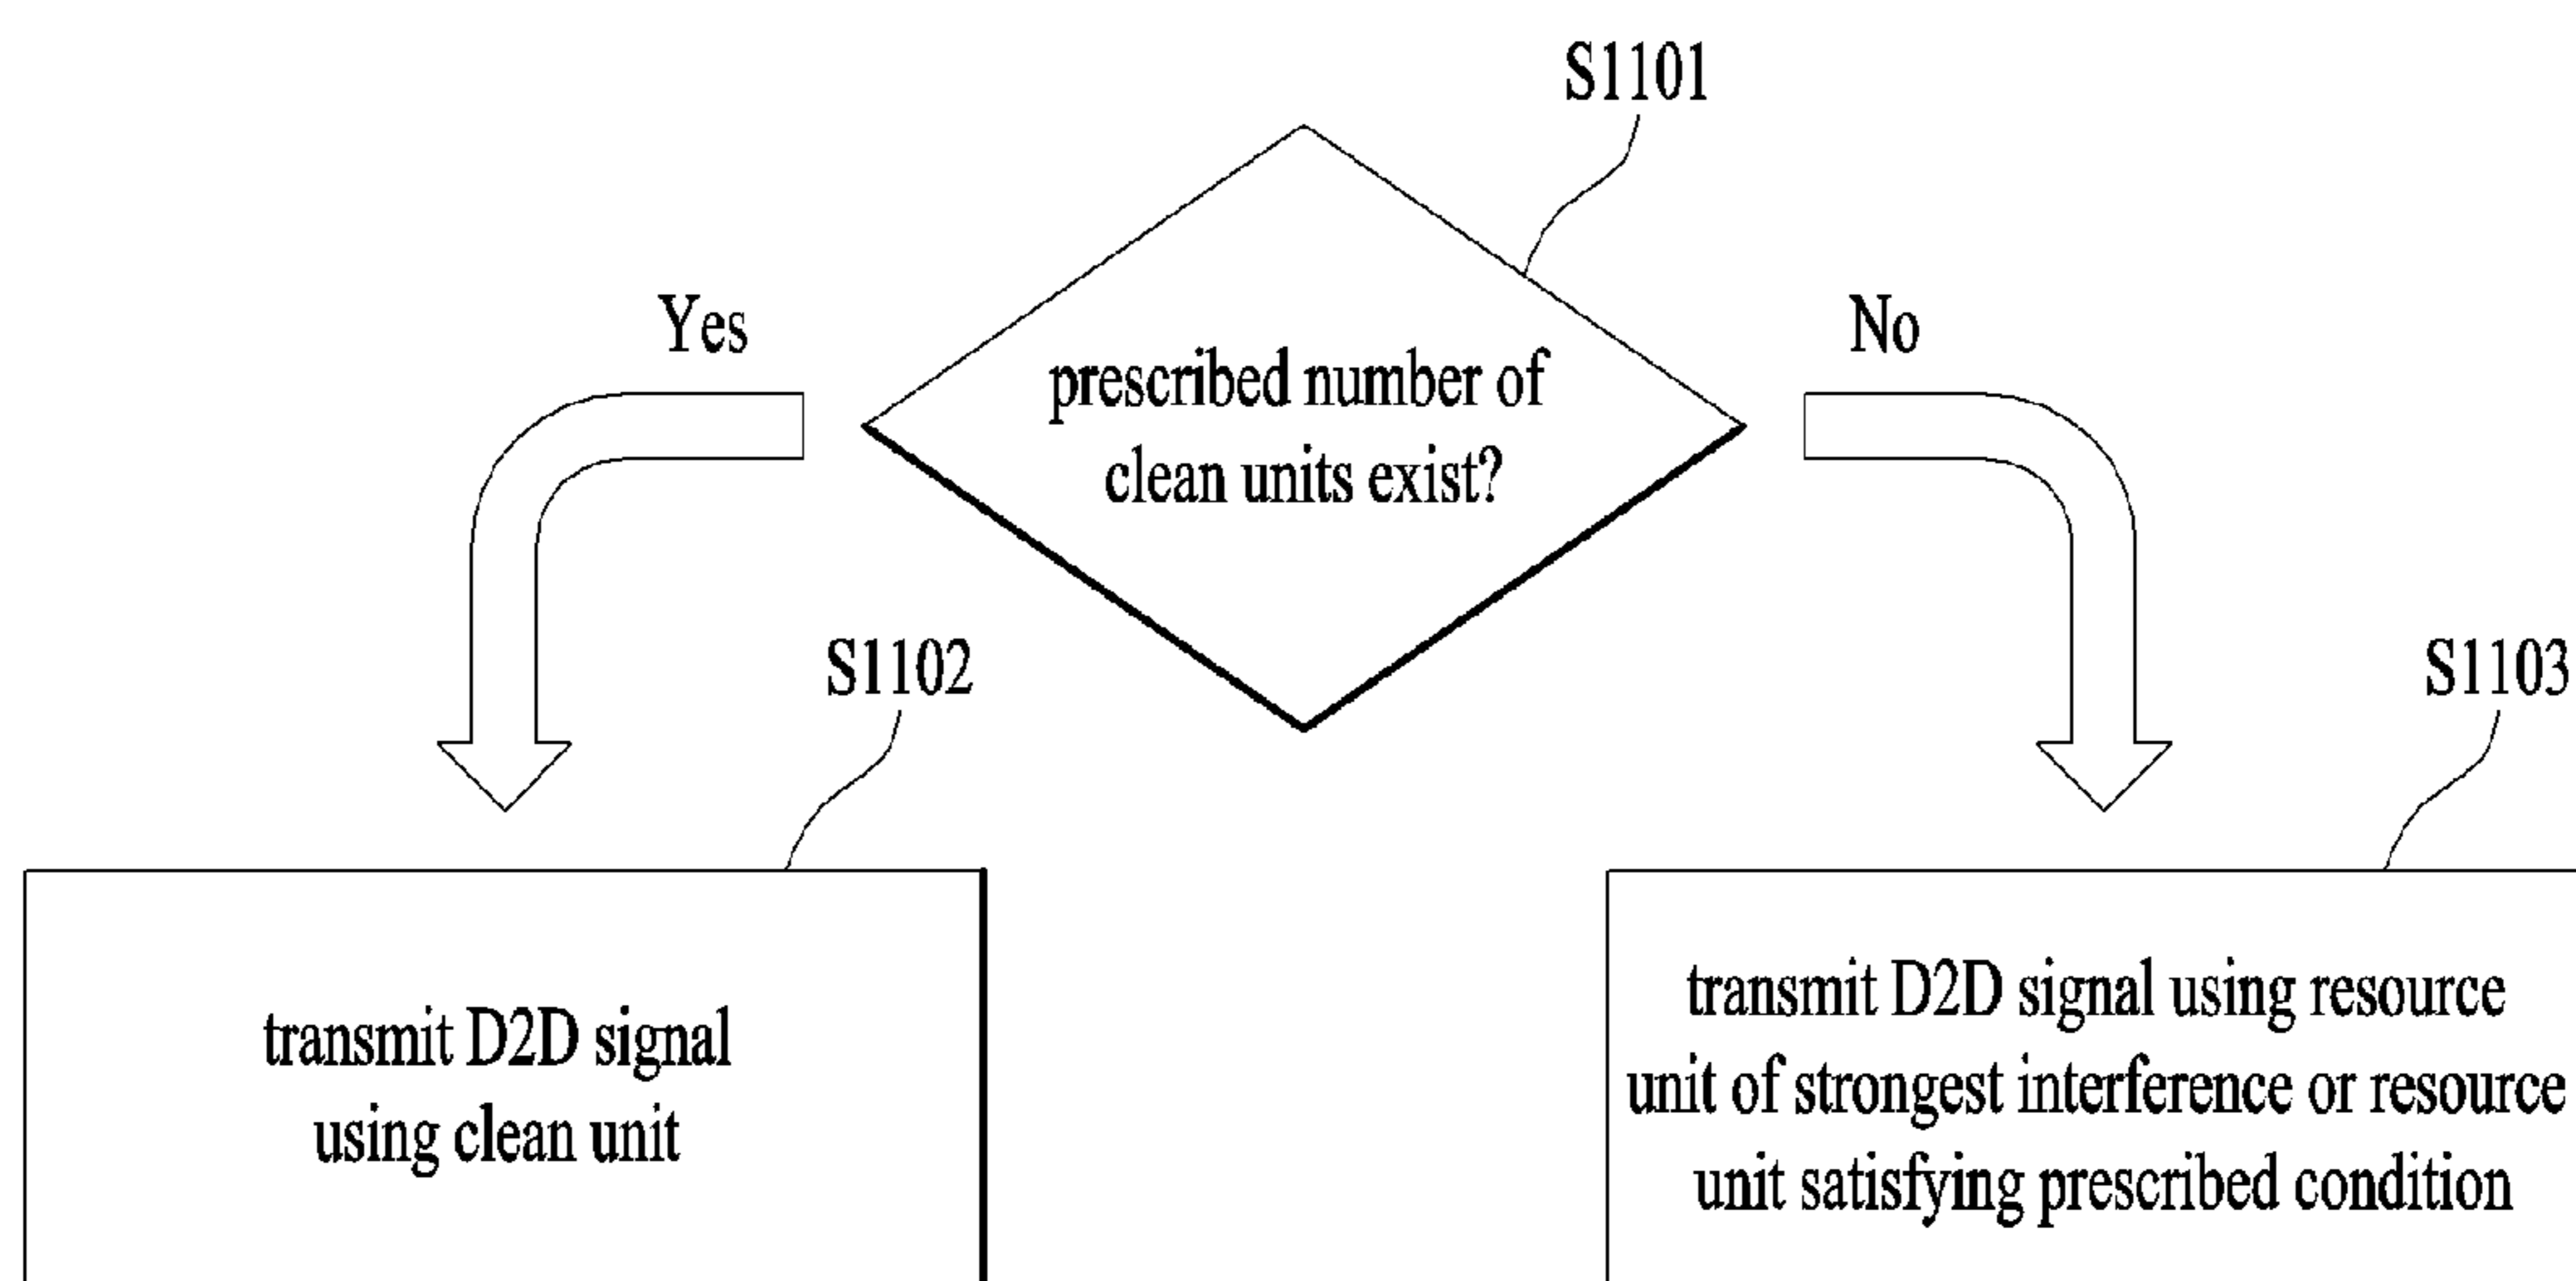 S1101
Yes
No
prescribed number of
clean units exist?
S1102
S1103
transmit D2D signal
using clean unit
transmit D2D signal using resource
unit of strongest interference or resource
unit satisfying prescribed condition